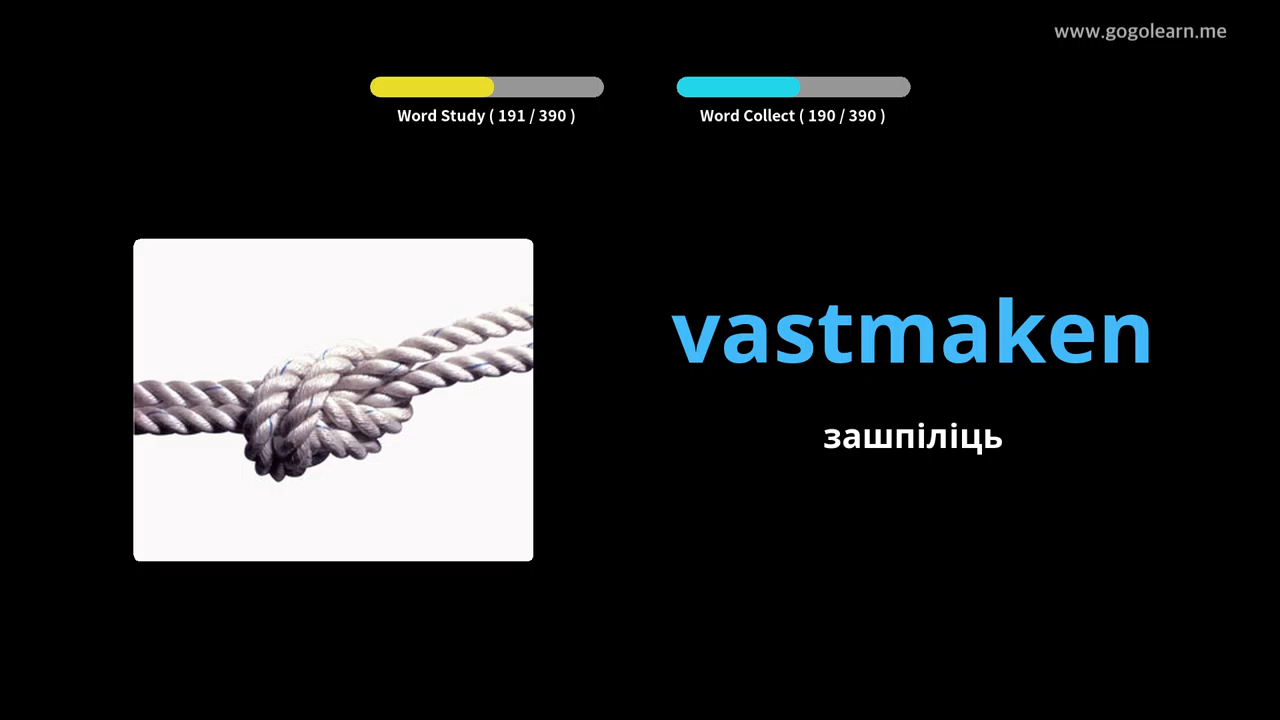 www.gogolearn.me
Word Study ( 191 / 390 )
Word Collect ( 190 / 390 )
vastmaken
зашпіліць